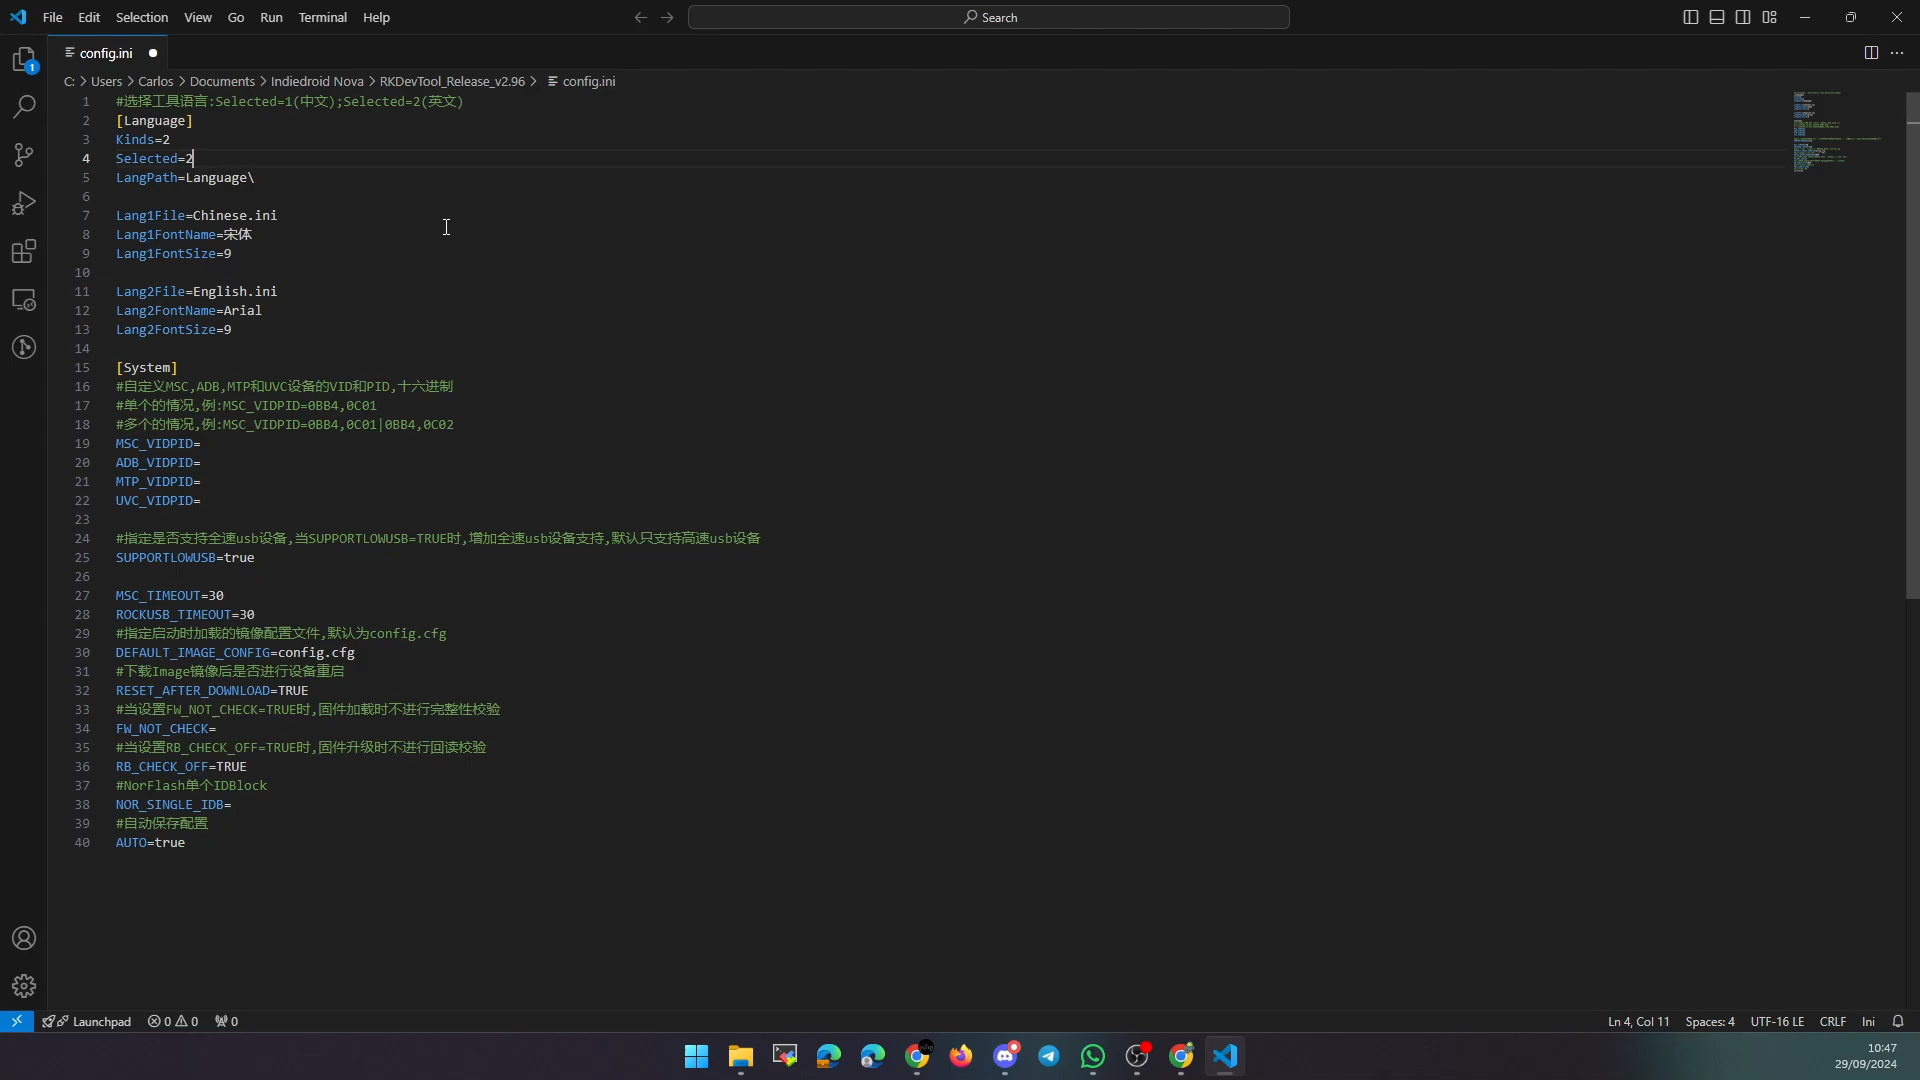 File Edit Selection View Go Run Terminal Help
Search
config.ini
1
C: > Users > Carlos > Documents > Indiedroid Nova > RKDevTool_Release_v2.96 > config.ini
1 #选择工具语言:Selected=1(中文);Selected=2(英文)
2 [Language]
3 Kinds=2
4 Selected=2
5 LangPath=Language\
6
7 Lang1File=Chinese.ini
8 Lang1FontName=宋体
9 Lang1FontSize=9
10
11 Lang2File=English.ini
12 Lang2FontName=Arial
13 Lang2FontSize=9
14
15 [System]
16 #自定义MSC,ADB,MTP和UVC设备的VID和PID,十六进制
17 #单个的情况,例:MSC_VIDPID=0BB4,0C01
18 #多个的情况,例:MSC_VIDPID=0BB4,0C01|0BB4,0C02
19 MSC_VIDPID=
20 ADB_VIDPID=
21 MTP_VIDPID=
22 UVC_VIDPID=
23
24 #指定是否支持全速usb设备,当SUPPORTLOWUSB=TRUE时,增加全速usb设备支持,默认只支持高速usb设备
25 SUPPORTLOWUSB=true
26
27 MSC_TIMEOUT=30
28 ROCKUSB_TIMEOUT=30
29 #指定启动时加载的镜像配置文件,默认为config.cfg
30 DEFAULT_IMAGE_CONFIG=config.cfg
31 #下载Image镜像后是否进行设备重启
32 RESET_AFTER_DOWNLOAD=TRUE
33 #当设置FW_NOT_CHECK=TRUE时,固件加载时不进行完整性校验
34 FW_NOT_CHECK=
35 #当设置RB_CHECK_OFF=TRUE时,固件升级时不进行回读校验
36 RB_CHECK_OFF=TRUE
37 #NorFlash单个IDBlock
38 NOR_SINGLE_IDB=
39 #自动保存配置
40 AUTO=true
Launchpad 0 0 0
Ln 4, Col 11 Spaces: 4 UTF-16 LE CRLF Ini
10:47
29/09/2024